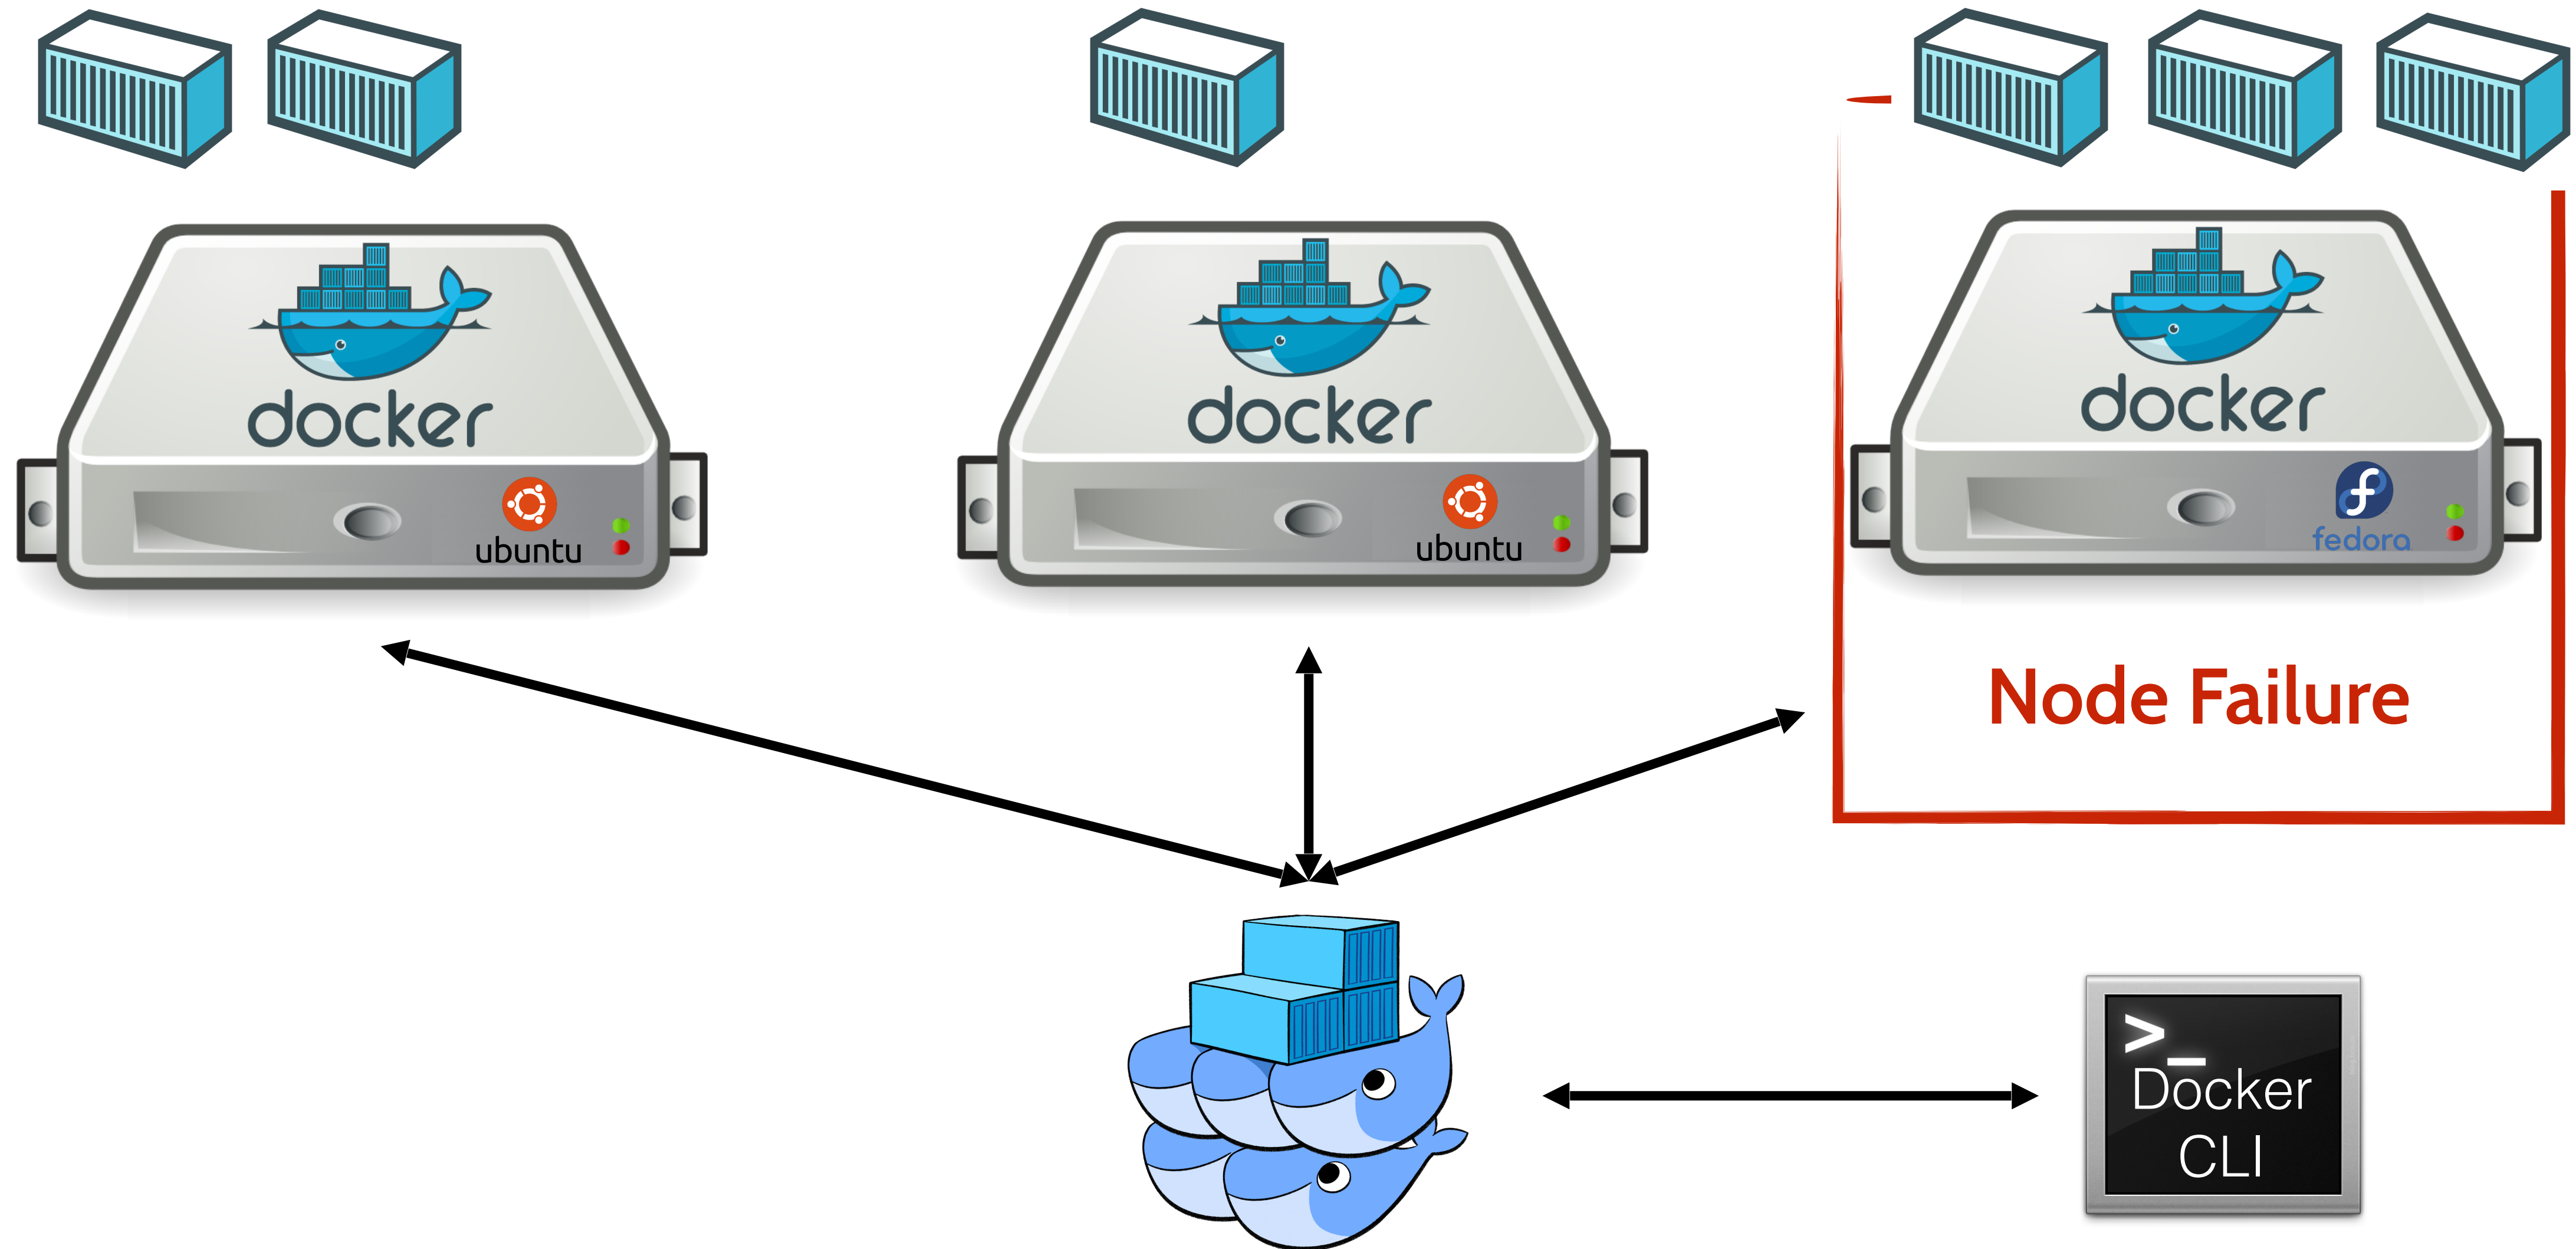 docker
docker
docker
ubuntu
ubuntu
fedora
Node Failure
>_
Docker
CLI